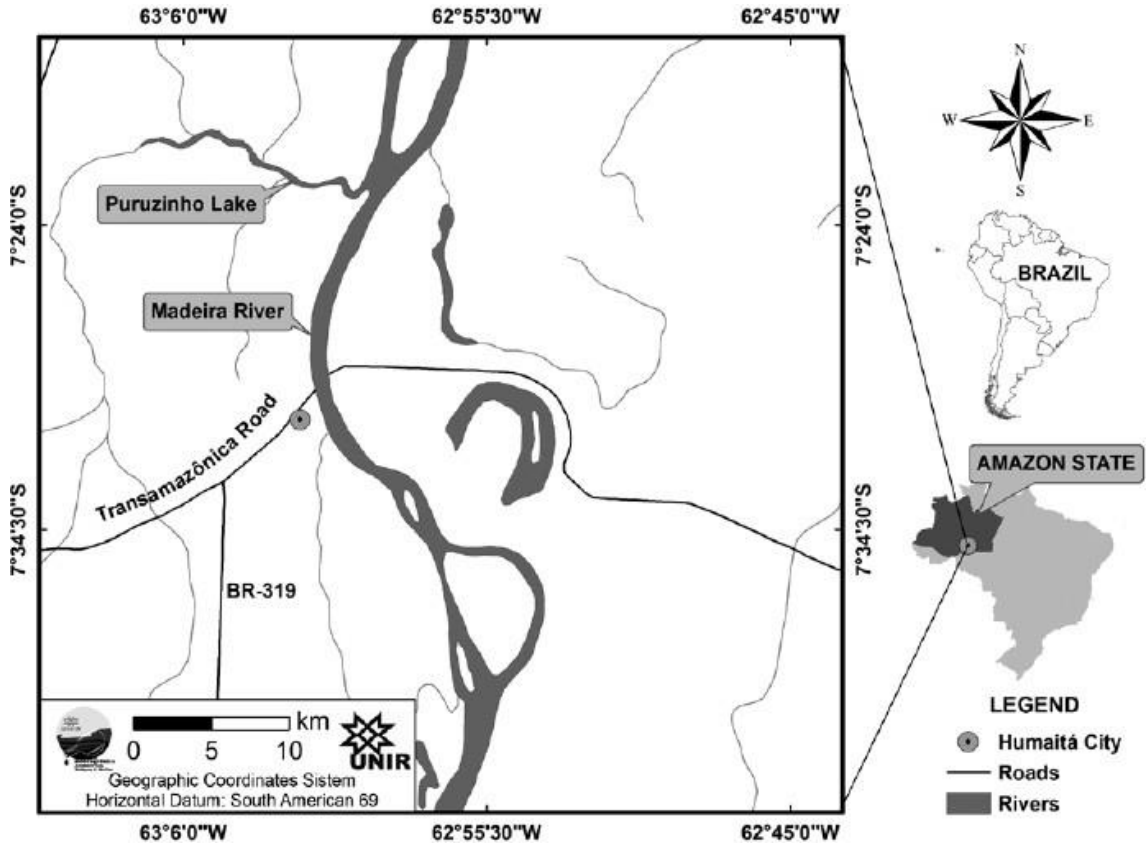 63°6'0"W
62°55'30"W
62°45'0"W
7°24'0"S
7°34'30"S
Puruzinho Lake
Madeira River
Transamazônica Road
BR-319
0 5 10 km
UNIR
Geographic Coordinates Sistem
Horizontal Datum: South American 69
63°6'0"W
62°55'30"W
62°45'0"W
7°24'0"S
7°34'30"S
N
W
E
S
BRAZIL
AMAZON STATE
LEGEND
Humaitá City
Roads
Rivers